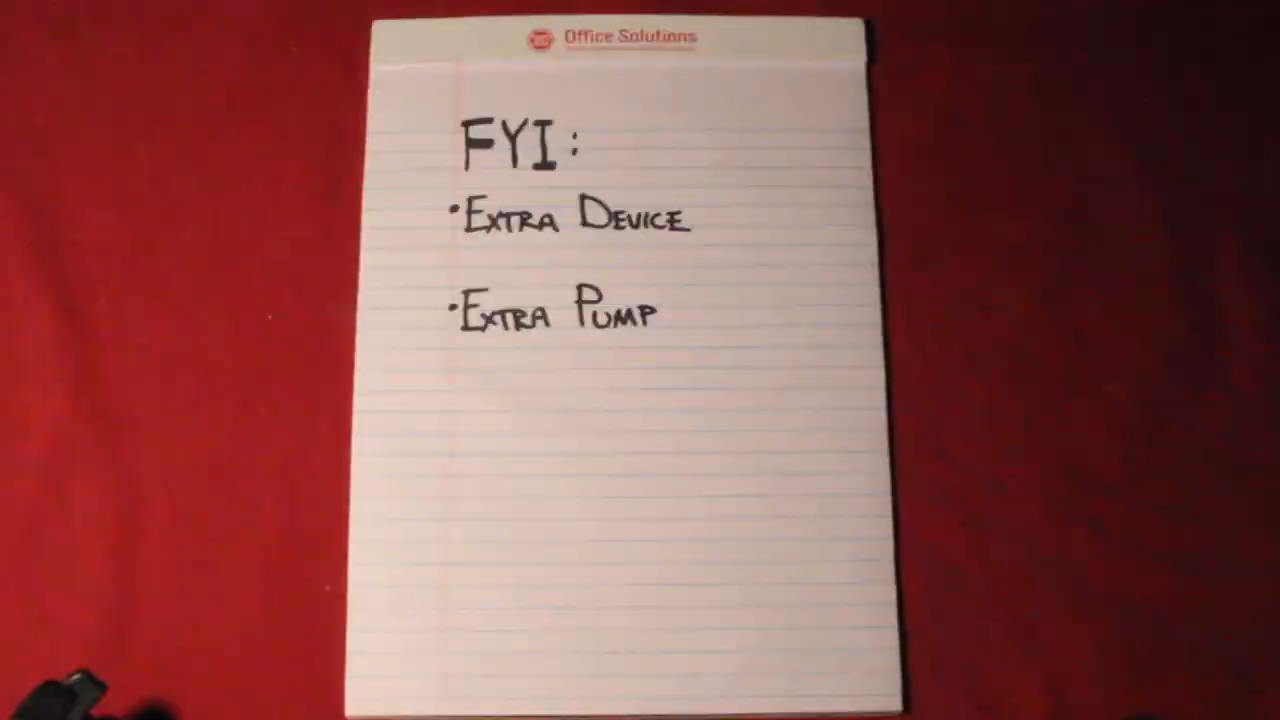 Office Solutions
FYI:
• EXTRA DEVICE
• EXTRA PUMP